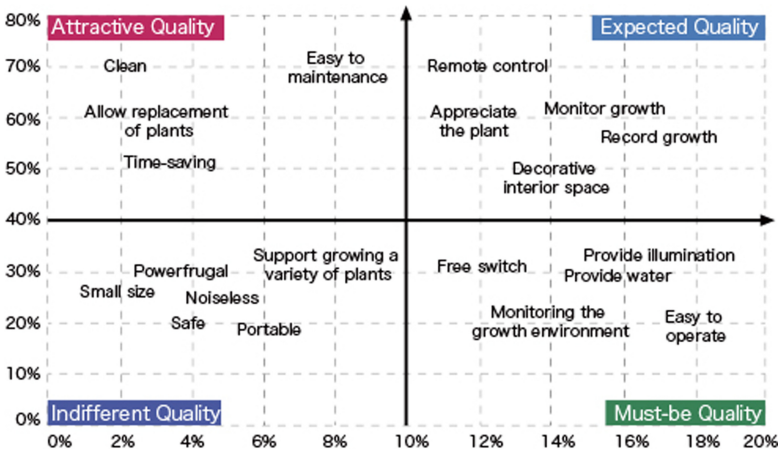 80%
Attractive Quality
Expected Quality
70%
Clean
Easy to
maintenance
Remote control
60%
Allow replacement
of plants
Appreciate
the plant
Monitor growth
Record growth
50%
Time-saving
Decorative
interior space
40%
Support growing a
variety of plants
Free switch
Provide illumination
Provide water
30%
Powerfrugal
Small size
Noiseless
20%
Safe
Portable
Monitoring the
growth environment
Easy to
operate
10%
0%
Indifferent Quality
Must-be Quality
0%
2%
4%
6%
8%
10%
12%
14%
16%
18%
20%